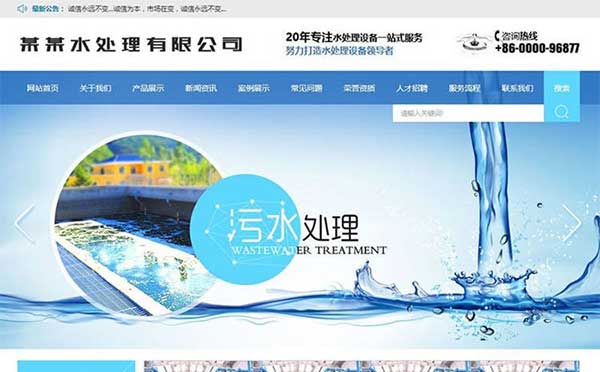 最新公告： 诚信永远不变...诚信为本，市场在变，诚信永远不变...
某某水处理有限公司
20年专注水处理设备一站式服务
努力打造水处理设备领导者
咨询热线
+86-0000-96877
网站首页 关于我们 产品展示 新闻资讯 案例展示 常见问题 荣誉资质 人才招聘 服务流程 联系我们 搜索
请输入关键词!
污水处理
WASTEWATER TREATMENT